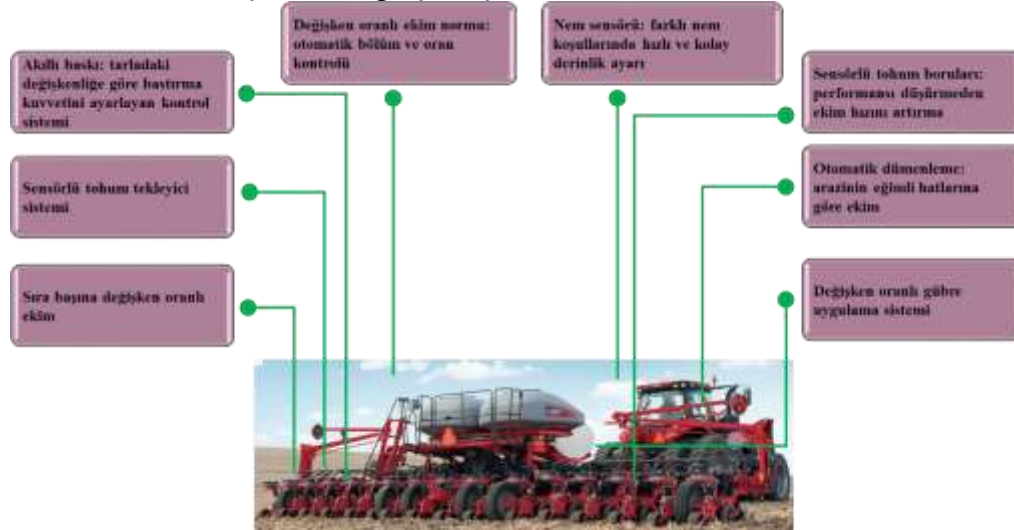 Değişken oranlı ekim normu:
otomatik bölüm ve oran
kontrolü
Nem sensörü: farklı nem
koşullarında hızlı ve kolay
derinlik ayarı
Akıllı baskı: tarladaki
değişkenliğe göre bastırma
kuvvetini ayarlayan kontrol
sistemi
Sensörlü tohum boruları:
performansı düşürmeden
ekim hızını artırma
Sensörlü tohum tekleyici
sistemi
Otomatik dümenleme:
arazinin eğimli hatlarına
göre ekim
Sıra başına değişken oranlı
ekim
Değişken oranlı gübre
uygulama sistemi